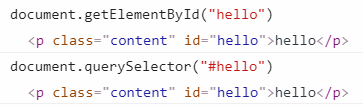 document.getElementById("hello")
<p class="content" id="hello">hello</p>
document.querySelector("#hello")
<p class="content" id="hello">hello</p>